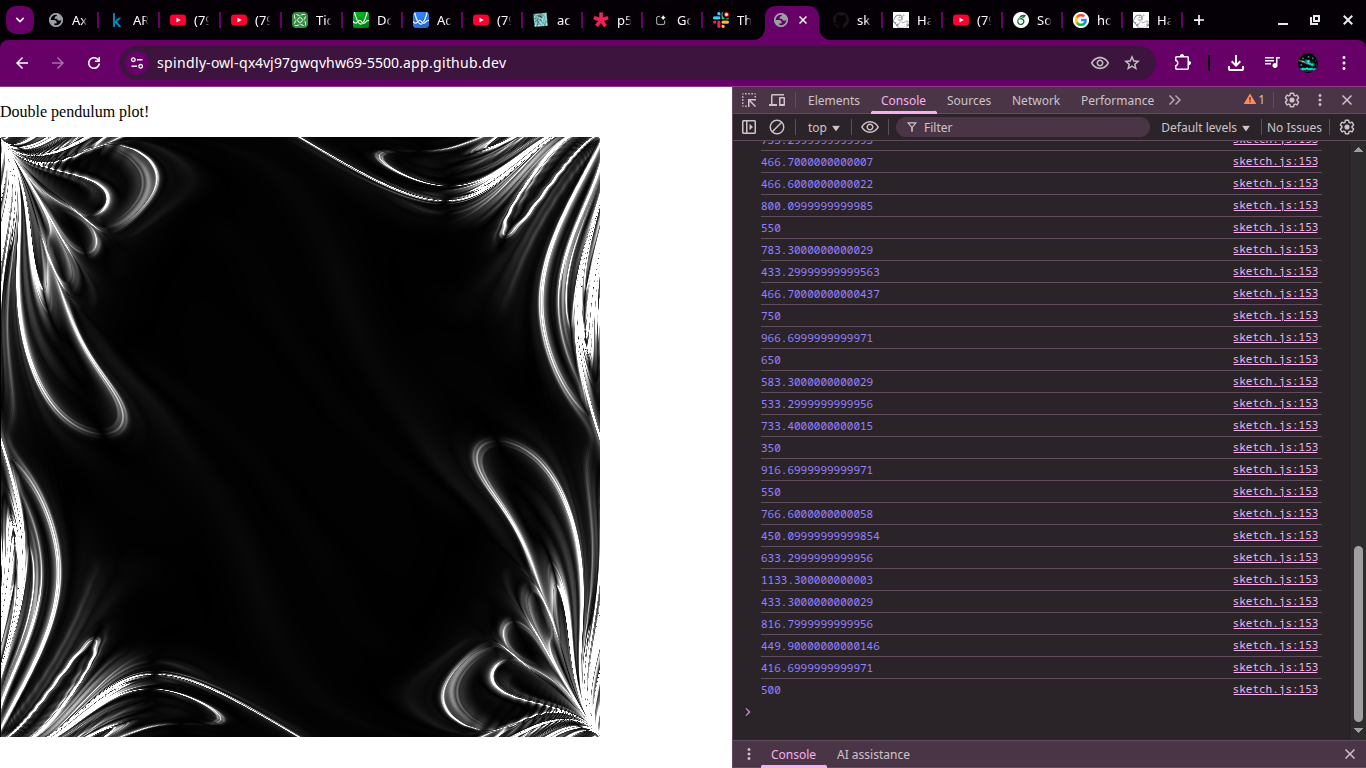 Ax
AR
(79
(79
Tic
Do
Ac
(79
ac
p5
Go
Th
sk
Ha
(79
So
ho
Ha
spindly-owl-qx4vj97gwqvhw69-5500.app.github.dev
Double pendulum plot!
Elements Console Sources Network Performance 1
top Filter Default levels No Issues
466.7000000000007 sketch.js:153
466.6000000000022 sketch.js:153
800.0999999999985 sketch.js:153
550 sketch.js:153
783.3000000000029 sketch.js:153
433.29999999999563 sketch.js:153
466.70000000000437 sketch.js:153
750 sketch.js:153
966.6999999999971 sketch.js:153
650 sketch.js:153
583.3000000000029 sketch.js:153
533.2999999999956 sketch.js:153
733.4000000000015 sketch.js:153
350 sketch.js:153
916.6999999999971 sketch.js:153
550 sketch.js:153
766.6000000000058 sketch.js:153
450.09999999999854 sketch.js:153
633.2999999999956 sketch.js:153
1133.300000000003 sketch.js:153
433.3000000000029 sketch.js:153
816.7999999999956 sketch.js:153
449.90000000000146 sketch.js:153
416.6999999999971 sketch.js:153
500 sketch.js:153
Console AI assistance